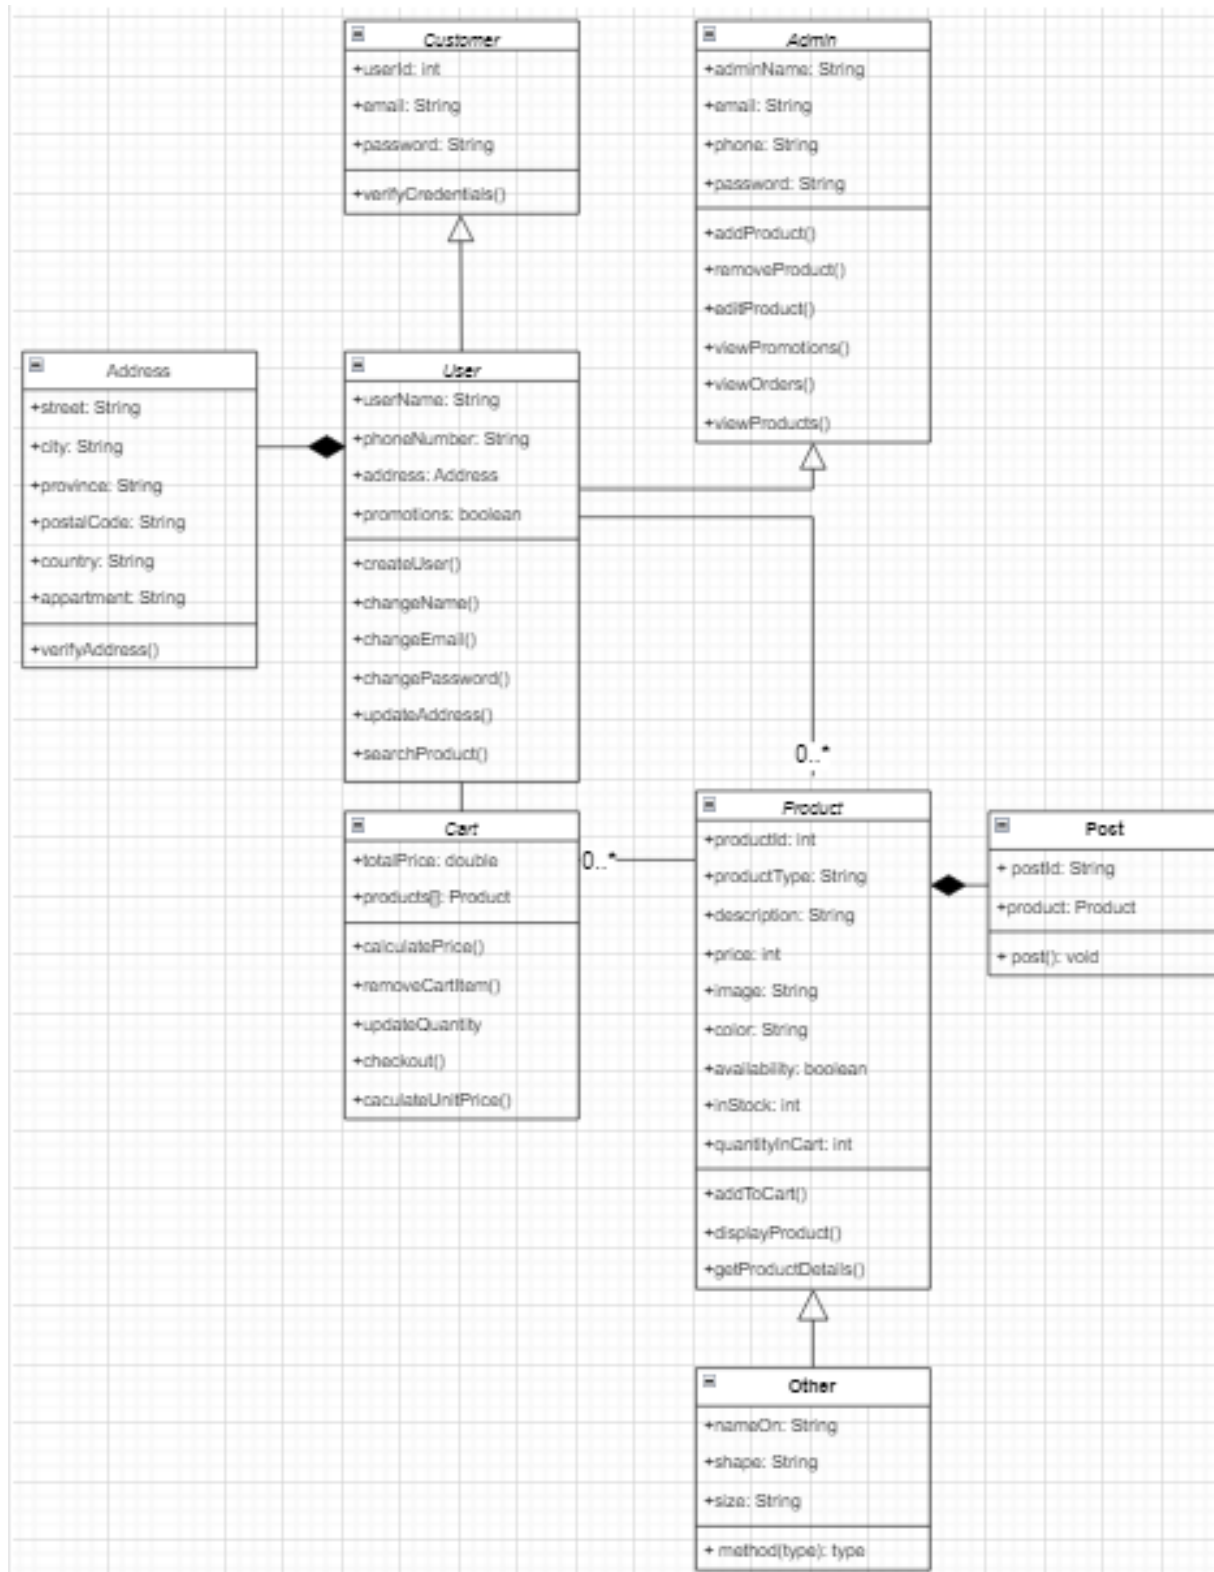 Customer
+userId: int
+email: String
+password: String
+verifyCredentials()
Admin
+adminName: String
+email: String
+phone: String
+password: String
+addProduct()
+removeProduct()
+editProduct()
+viewPromotions()
+viewOrders()
+viewProducts()
Address
+street: String
+city: String
+province: String
+postalCode: String
+country: String
+appartment: String
+verifyAddress()
User
+userName: String
+phoneNumber: String
+address: Address
+promotions: boolean
+createUser()
+changeName()
+changeEmail()
+changePassword()
+updateAddress()
+searchProduct()
0..*
Cart
+totalPrice: double
+products[]: Product
+calculatePrice()
+removeCartItem()
+updateQuantity
+checkout()
+caculateUnitPrice()
0..*
Product
+productId: int
+productType: String
+description: String
+price: int
+image: String
+color: String
+availability: boolean
+inStock: int
+quantityInCart: int
+addToCart()
+displayProduct()
+getProductDetails()
Post
+ postId: String
+product: Product
+ post(): void
Other
+nameOn: String
+shape: String
+size: String
+ method(type): type